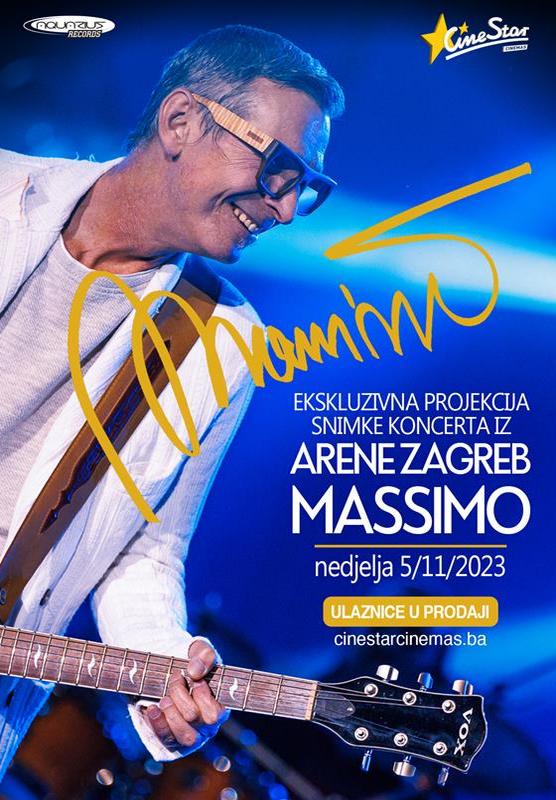 AQUARIUS
RECORDS
CineStar
CINEMAS
Massimo
EKSKLUZIVNA PROJEKCIJA
SNIMKE KONCERTA IZ
ARENE ZAGREB
MASSIMO
nedjelja 5/11/2023
ULAZNICE U PRODAJI
cinestarcinemas.ba
VOX